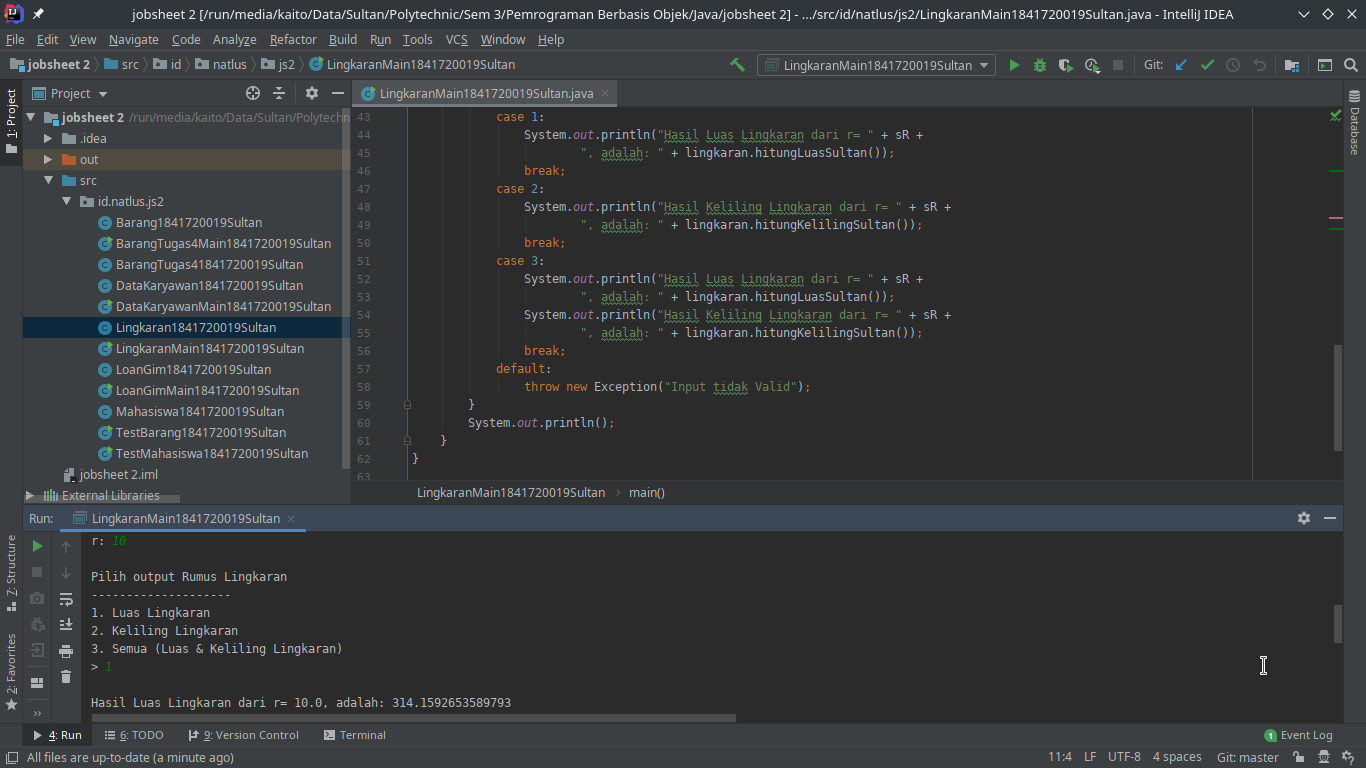 jobsheet 2 [/run/media/kaito/Data/Sultan/Polytechnic/Sem 3/Pemrograman Berbasis Objek/Java/jobsheet 2] - .../src/id/natlus/js2/LingkaranMain1841720019Sultan.java - IntelliJ IDEA
File Edit View Navigate Code Analyze Refactor Build Run Tools VCS Window Help
jobsheet 2 src id natlus js2 LingkaranMain1841720019Sultan LingkaranMain1841720019Sultan Git:
1: Project
Project
LingkaranMain1841720019Sultan.java
Database
jobsheet 2 /run/media/kaito/Data/Sultan/Polytechn
.idea
out
src
id.natlus.js2
Barang1841720019Sultan
BarangTugas4Main1841720019Sultan
BarangTugas41841720019Sultan
DataKaryawan1841720019Sultan
DataKaryawanMain1841720019Sultan
Lingkaran1841720019Sultan
LingkaranMain1841720019Sultan
LoanGim1841720019Sultan
LoanGimMain1841720019Sultan
Mahasiswa1841720019Sultan
TestBarang1841720019Sultan
TestMahasiswa1841720019Sultan
jobsheet 2.iml
External Libraries
43 case 1:
44 System.out.println("Hasil Luas Lingkaran dari r= " + sR +
45 ", adalah: " + lingkaran.hitungLuasSultan());
46 break;
47 case 2:
48 System.out.println("Hasil Keliling Lingkaran dari r= " + sR +
49 ", adalah: " + lingkaran.hitungKelilingSultan());
50 break;
51 case 3:
52 System.out.println("Hasil Luas Lingkaran dari r= " + sR +
53 ", adalah: " + lingkaran.hitungLuasSultan());
54 System.out.println("Hasil Keliling Lingkaran dari r= " + sR +
55 ", adalah: " + lingkaran.hitungKelilingSultan());
56 break;
57 default:
58 throw new Exception("Input tidak Valid");
59 }
60 System.out.println();
61 }
62 }
63
LingkaranMain1841720019Sultan › main()
Run: LingkaranMain1841720019Sultan
7: Structure
2: Favorites
r: 10
Pilih output Rumus Lingkaran
--------------------
1. Luas Lingkaran
2. Keliling Lingkaran
3. Semua (Luas & Keliling Lingkaran)
> 1
Hasil Luas Lingkaran dari r= 10.0, adalah: 314.1592653589793
4: Run 6: TODO 9: Version Control Terminal 1 Event Log
All files are up-to-date (a minute ago) 11:4 LF UTF-8 4 spaces Git: master